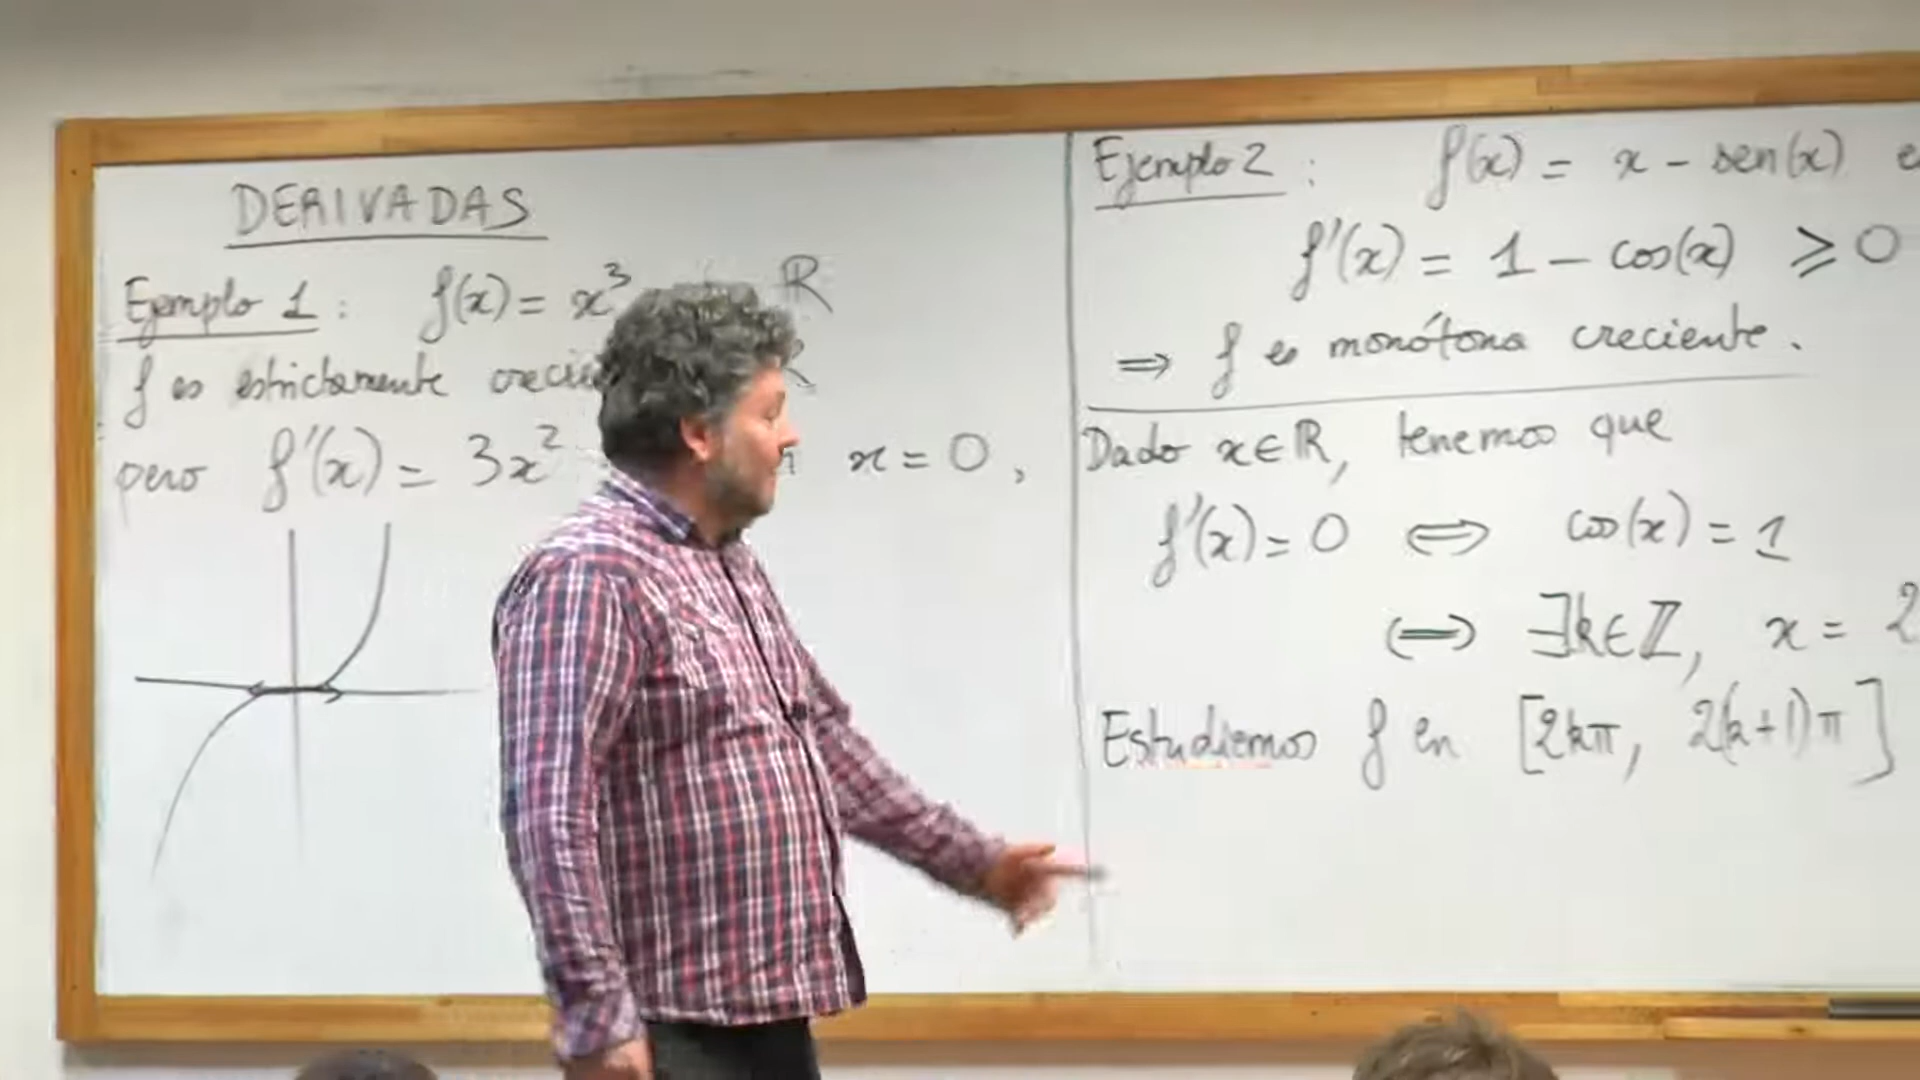 DERIVADAS
Ejemplo 1 : f(x) = x³ ℝ
f es estrictamente ℝ
pero f'(x) = 3x² x = 0 ,
Ejemplo 2 : f(x) = x - sen(x)
f'(x) = 1 - cos(x) ⩾ 0
⇒ f es monótona creciente .
Dado x∈ℝ, tenemos que
f'(x) = 0 ⇔ cos(x) = 1
⇔ ∃k∈ℤ, x = 2
Estudiemos f en [2kπ, 2(k+1)π]